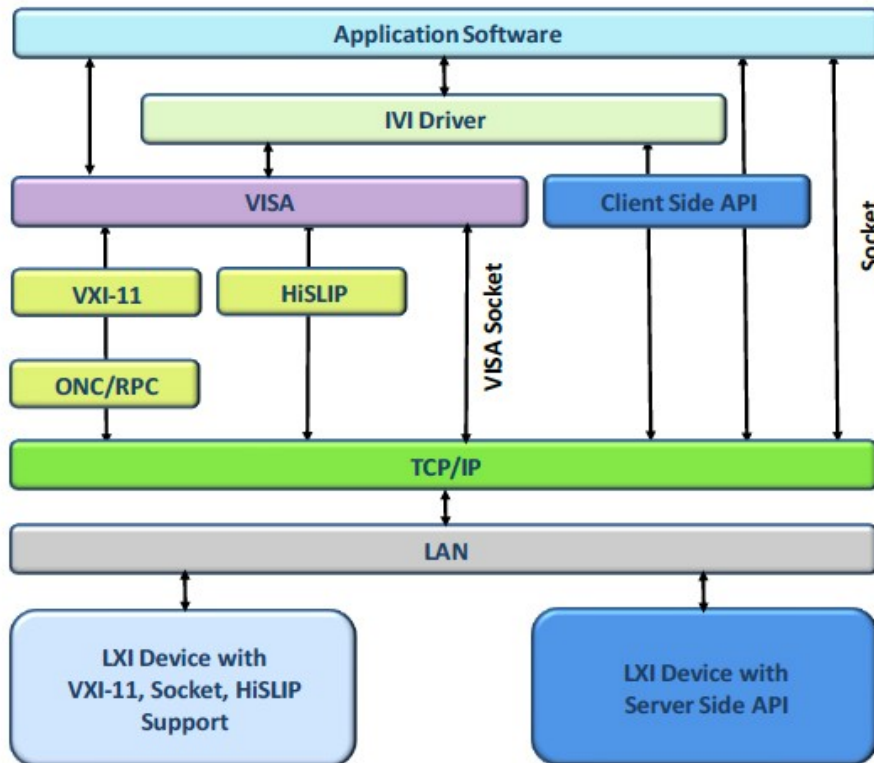 Application Software
IVI Driver
VISA
Client Side API
Socket
VXI-11
HiSLIP
VISA Socket
ONC/RPC
TCP/IP
LAN
LXI Device with
VXI-11, Socket, HiSLIP
Support
LXI Device with
Server Side API